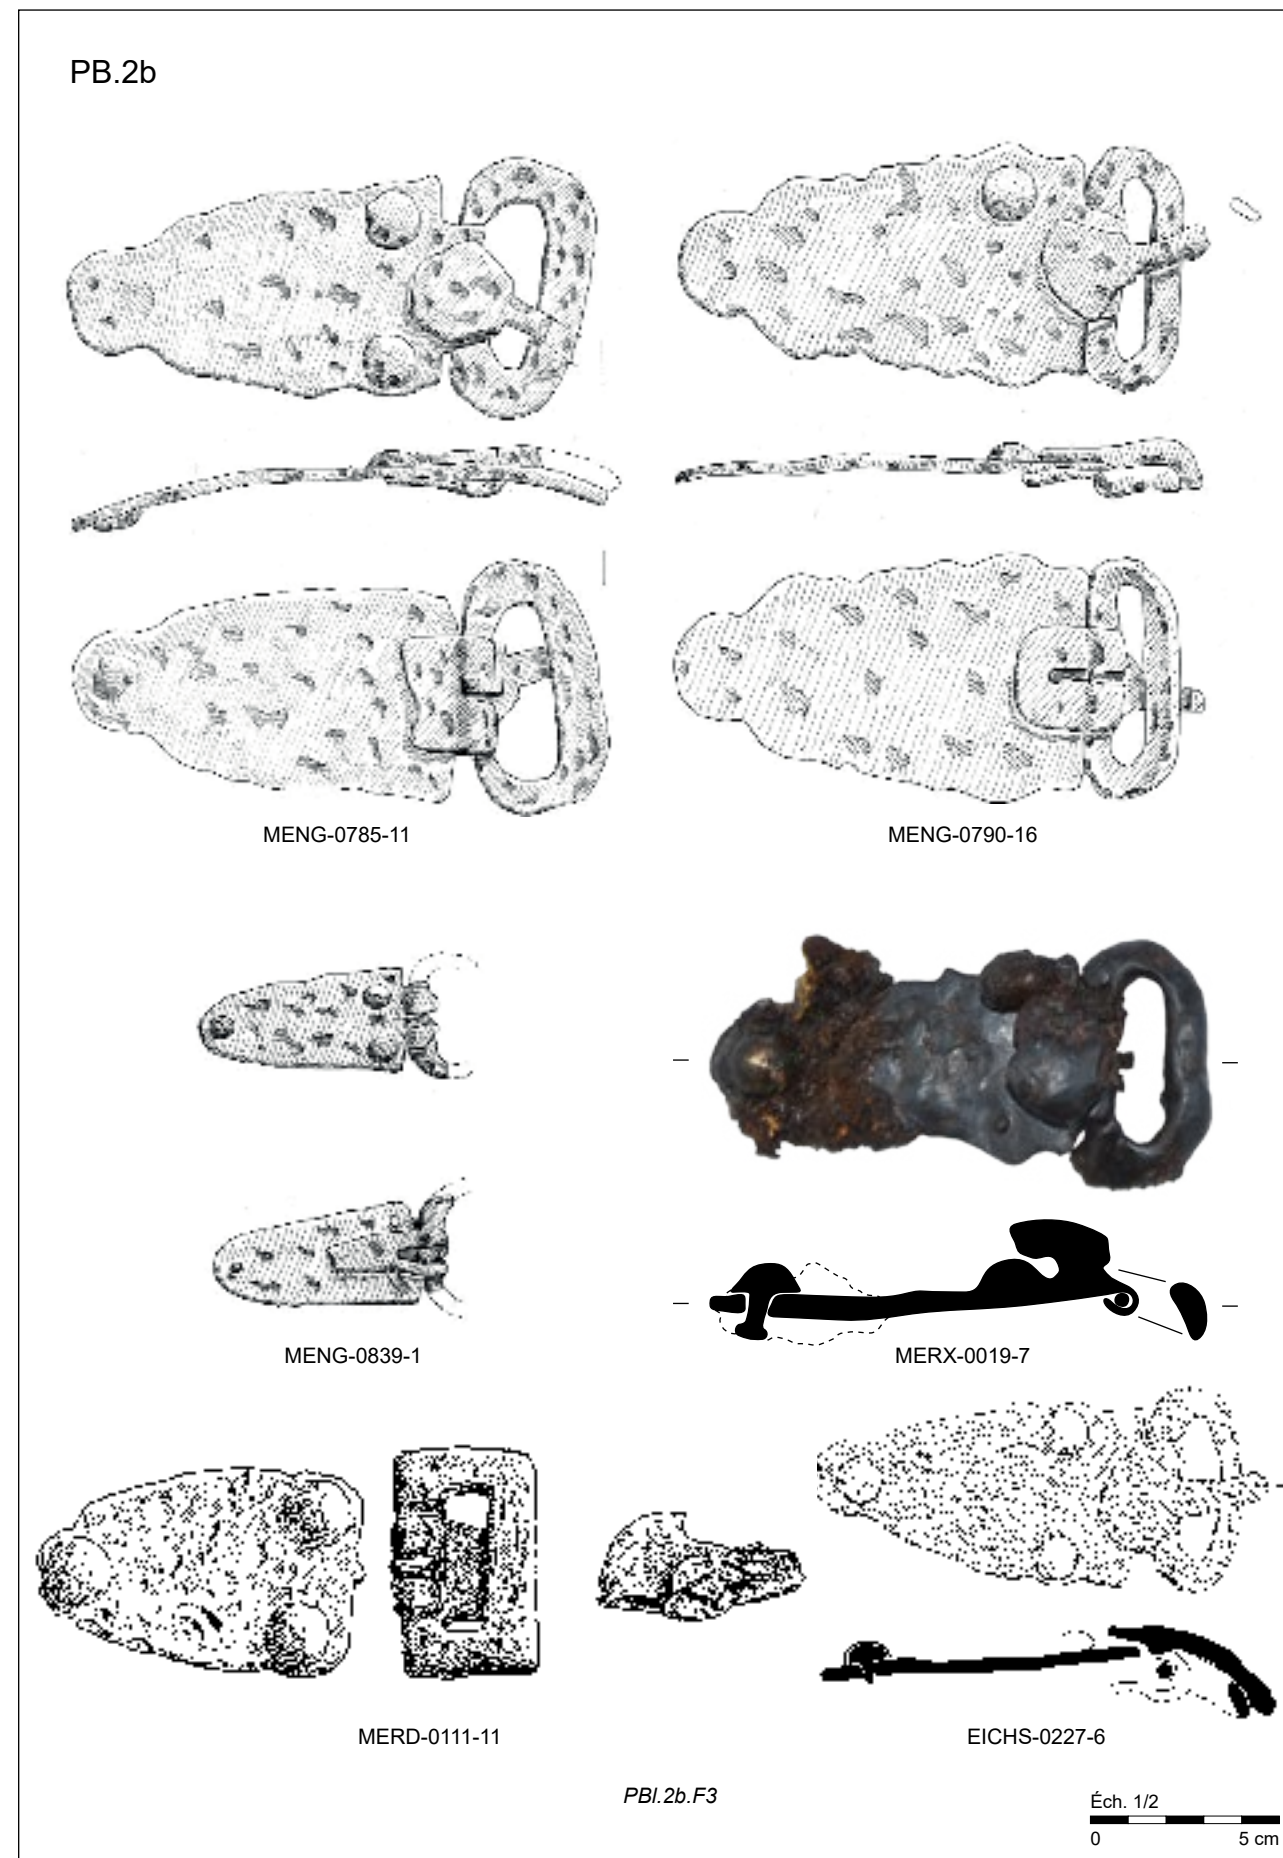 PB.2b
MENG-0785-11
MENG-0790-16
MENG-0839-1
MERX-0019-7
MERD-0111-11
EICHS-0227-6
PBl.2b.F3
Éch. 1/2
0 5 cm